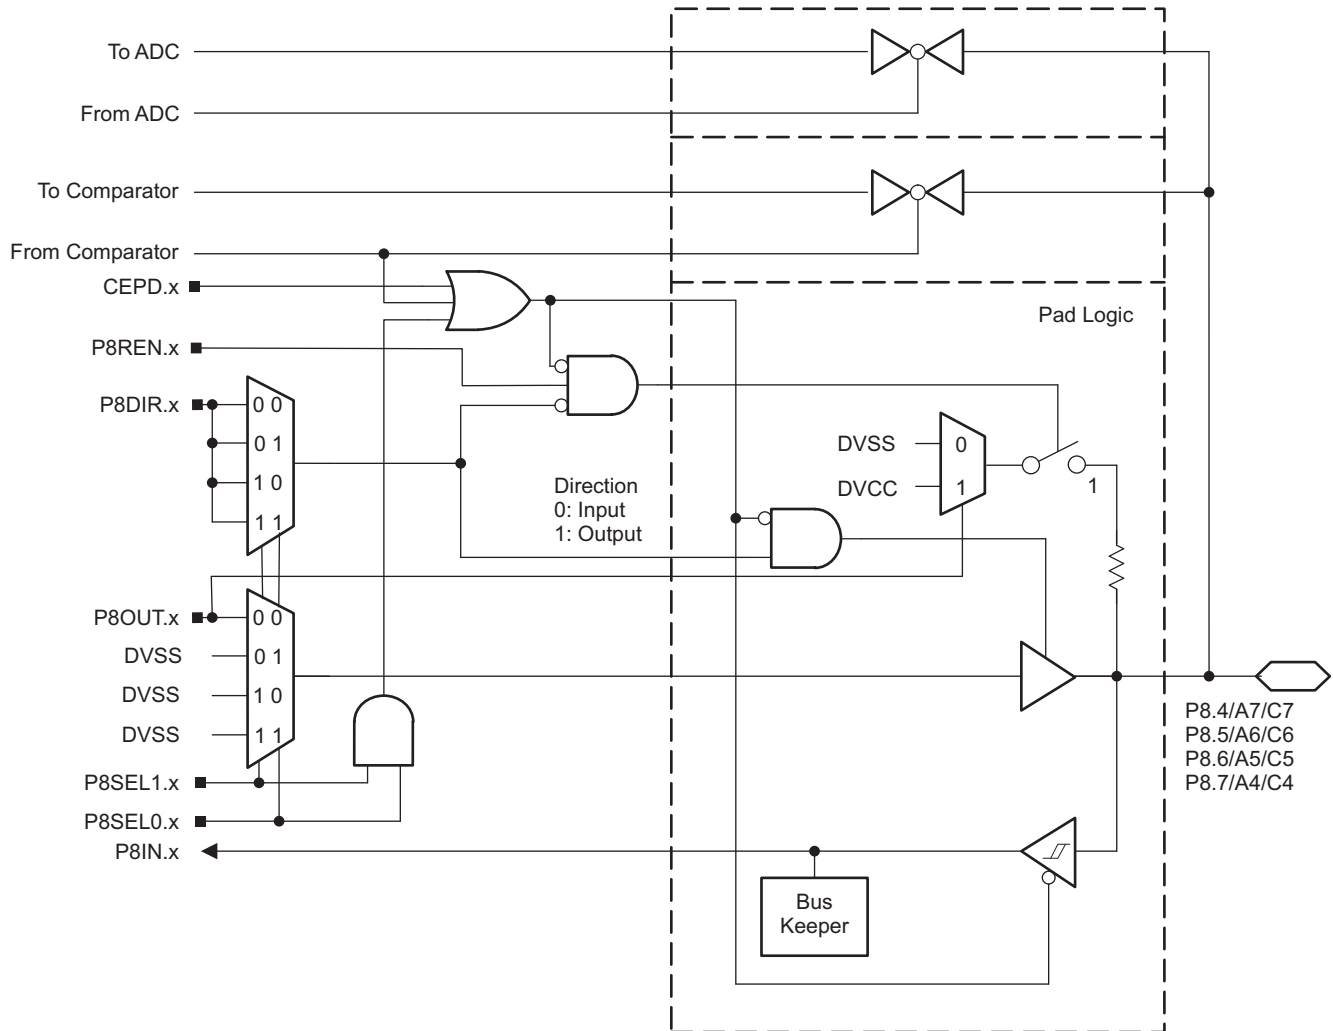 To ADC
From ADC
To Comparator
From Comparator
CEPD.x
Pad Logic
P8REN.x
P8DIR.x
0 0
0 1
1 0
1 1
DVSS
0
DVCC
1
1
Direction
0: Input
1: Output
P8OUT.x
0 0
DVSS
0 1
DVSS
1 0
DVSS
1 1
P8.4/A7/C7
P8.5/A6/C6
P8.6/A5/C5
P8.7/A4/C4
P8SEL1.x
P8SEL0.x
P8IN.x
Bus
Keeper